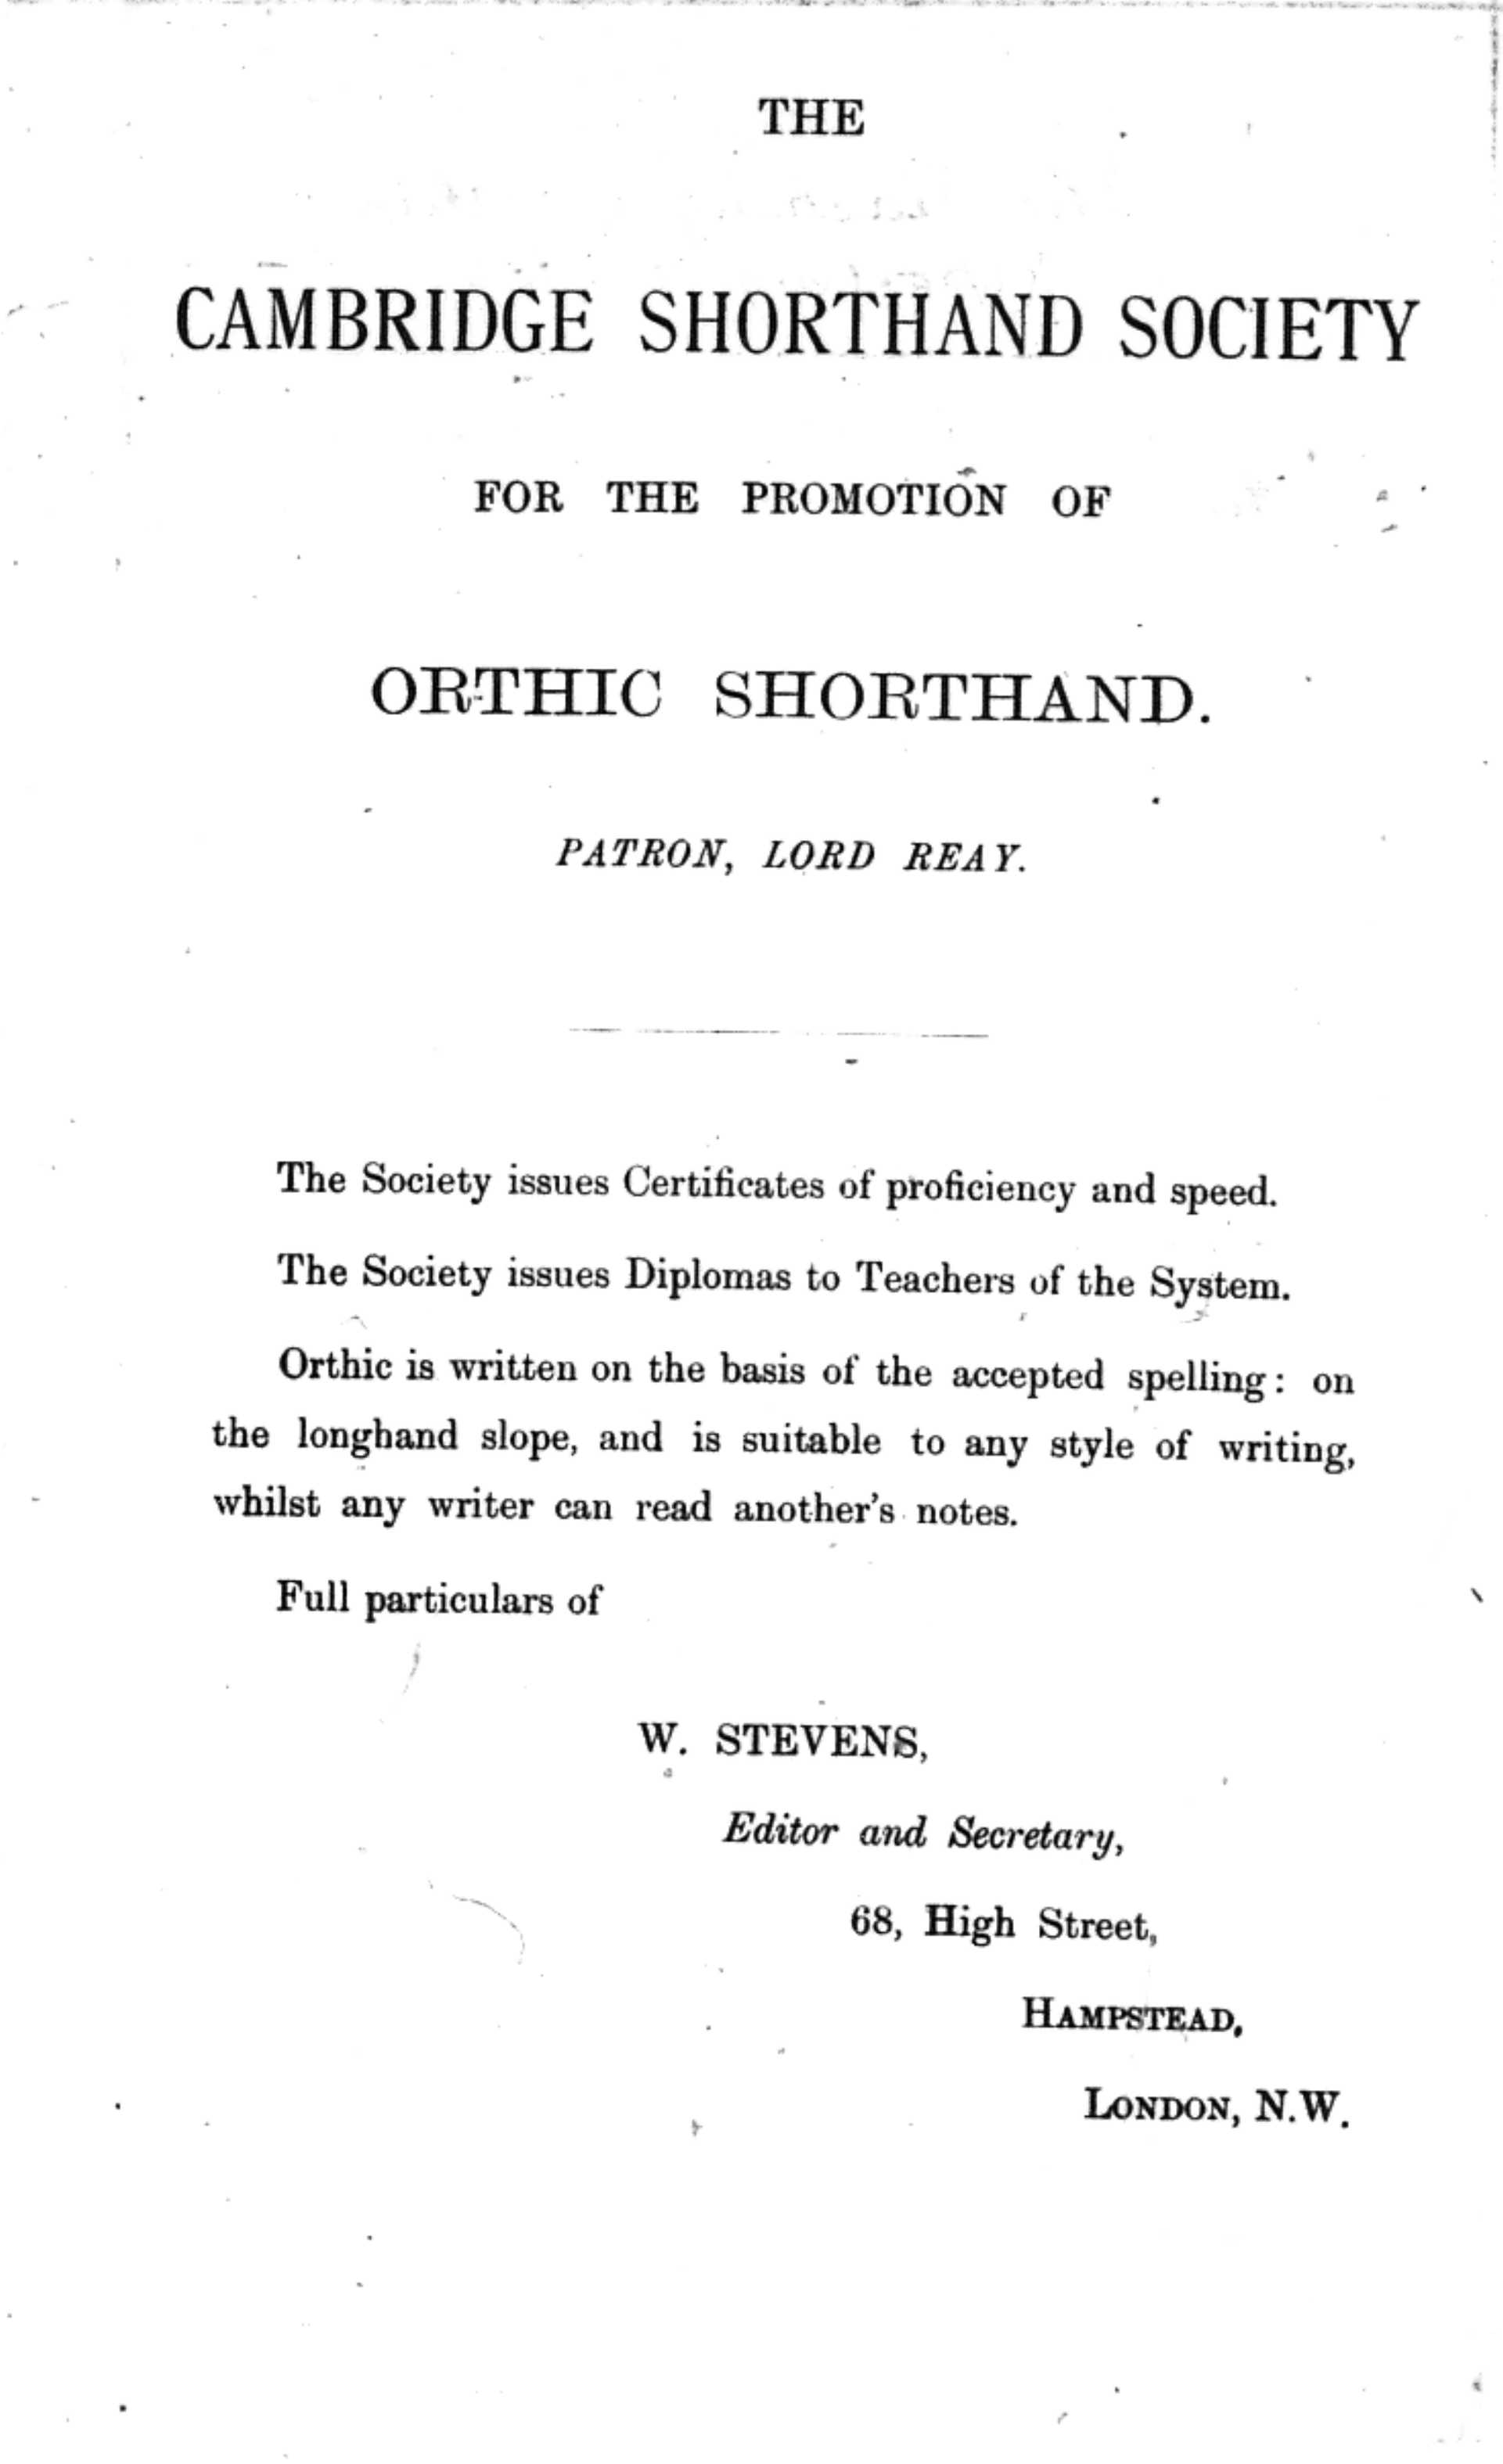 THE
CAMBRIDGE SHORTHAND SOCIETY
FOR THE PROMOTION OF
ORTHIC SHORTHAND.
PATRON, LORD REAY.
The Society issues Certificates of proficiency and speed.
The Society issues Diplomas to Teachers of the System.
Orthic is written on the basis of the accepted spelling: on
the longhand slope, and is suitable to any style of writing,
whilst any writer can read another's notes.
Full particulars of
W. STEVENS,
Editor and Secretary,
68, High Street,
HAMPSTEAD,
LONDON, N.W.